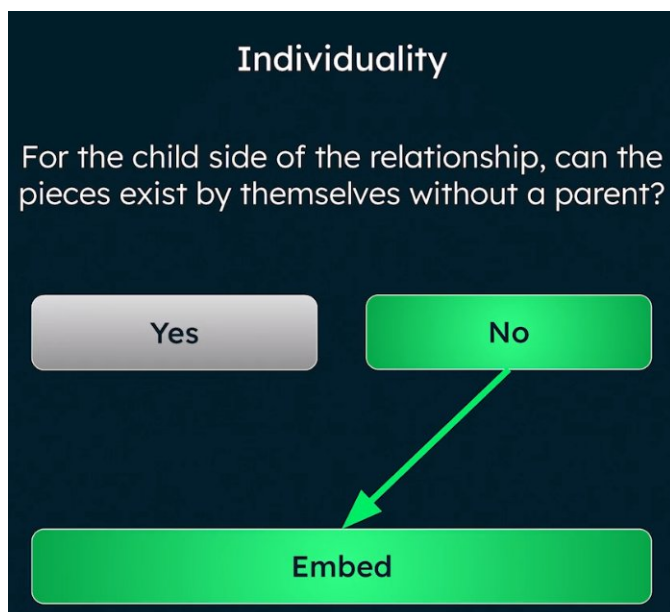 Individuality
For the child side of the relationship, can the
pieces exist by themselves without a parent?
Yes
No
Embed